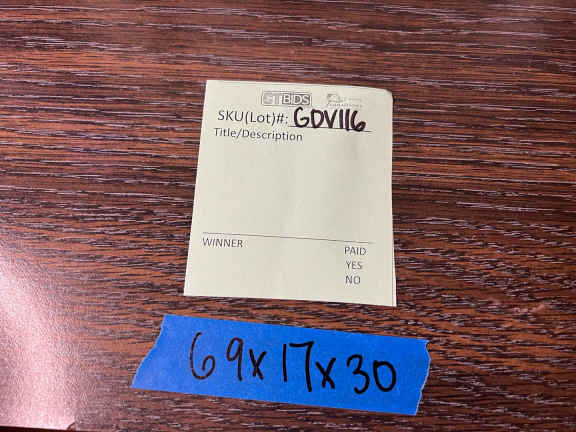 GTBIDS
SKU(Lot)#: GDV116
Title/Description
WINNER
PAID
YES
NO
69x17x30